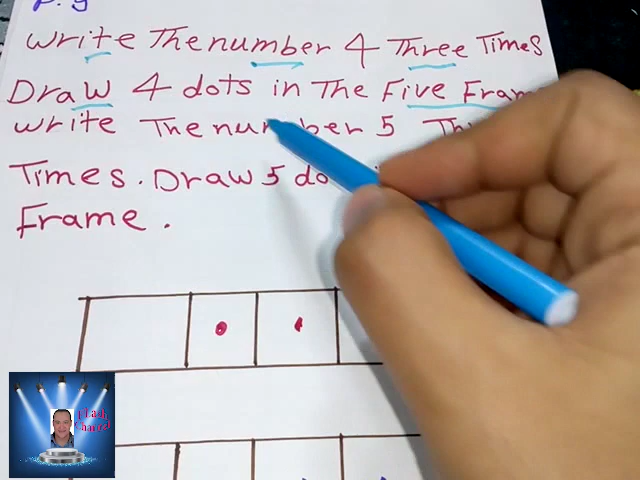 P. 9
Write The number 4 Three Times
Draw 4 dots in The Five Fram
Write The number 5 Th
Times. Draw 5 do
Frame.